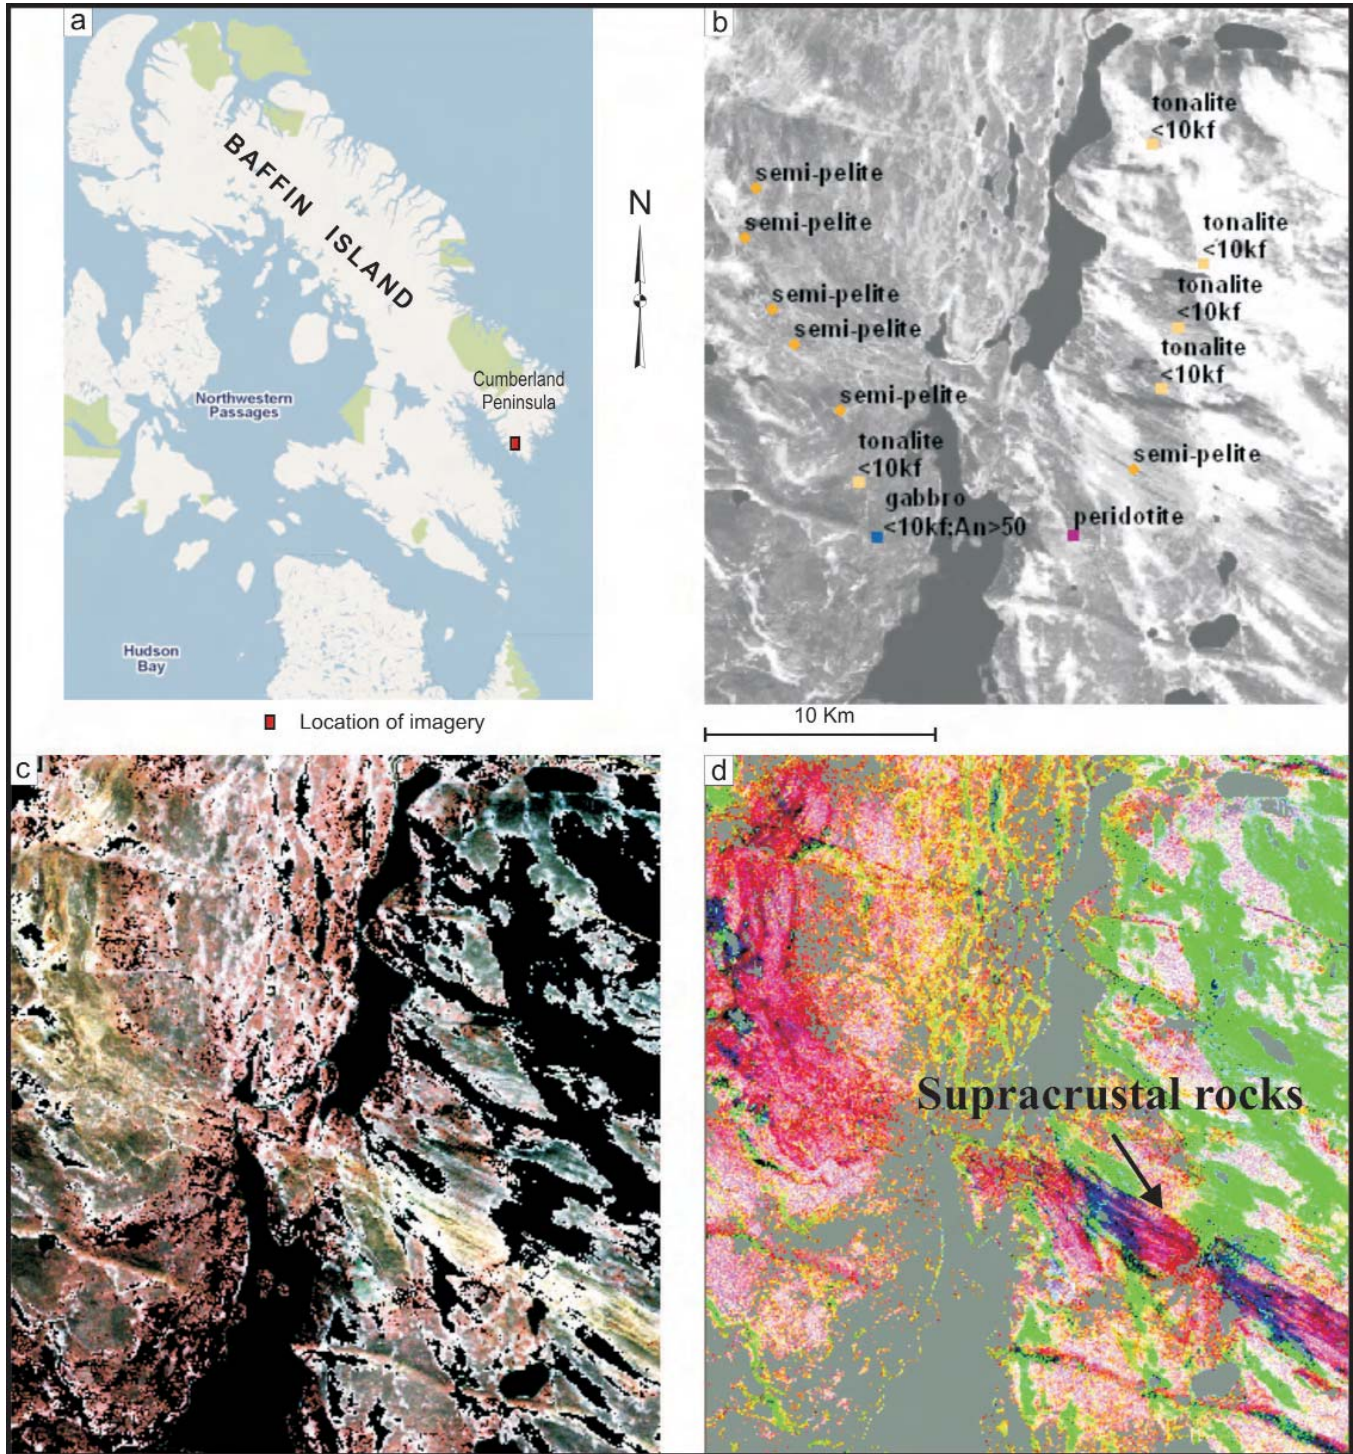 a
BAFFIN ISLAND
Cumberland
Peninsula
Northwestern
Passages
Hudson
Bay
Location of imagery
N
b
tonalite
<10kf
semi-pelite
semi-pelite
tonalite
<10kf
tonalite
<10kf
semi-pelite
semi-pelite
tonalite
<10kf
semi-pelite
tonalite
<10kf
semi-pelite
gabbro
<10kf;An>50
peridotite
10 Km
c
d
Supracrustal rocks